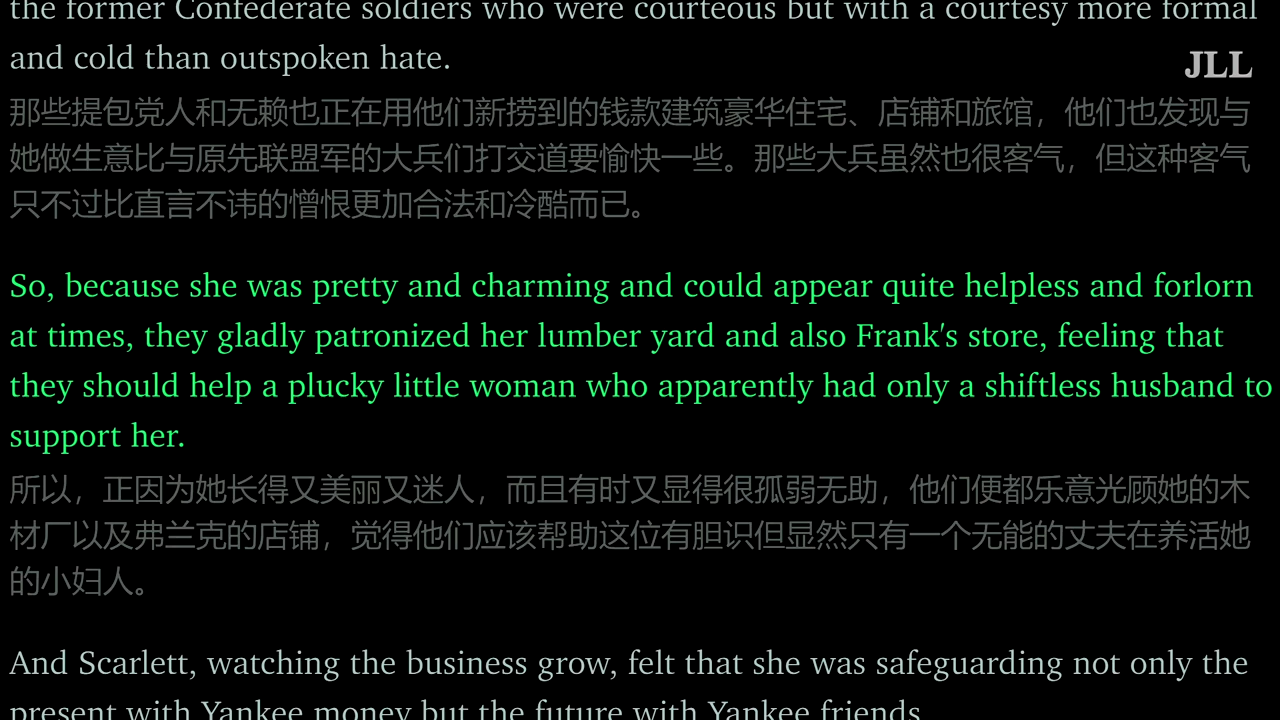 the former Confederate soldiers who were courteous but with a courtesy more formal
and cold than outspoken hate.
JLL
那些提包党人和无赖也正在用他们新捞到的钱款建筑豪华住宅、店铺和旅馆，他们也发现与
她做生意比与原先联盟军的大兵们打交道要愉快一些。那些大兵虽然也很客气，但这种客气
只不过比直言不讳的憎恨更加合法和冷酷而已。
So, because she was pretty and charming and could appear quite helpless and forlorn
at times, they gladly patronized her lumber yard and also Frank's store, feeling that
they should help a plucky little woman who apparently had only a shiftless husband to
support her.
所以，正因为她长得又美丽又迷人，而且有时又显得很孤弱无助，他们便都乐意光顾她的木
材厂以及弗兰克的店铺，觉得他们应该帮助这位有胆识但显然只有一个无能的丈夫在养活她
的小妇人。
And Scarlett, watching the business grow, felt that she was safeguarding not only the
present with Yankee money but the future with Yankee friends.